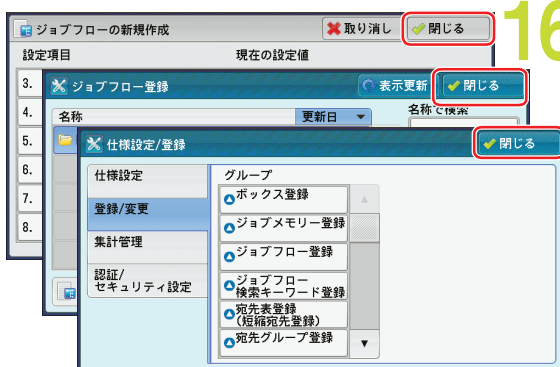 16
ジョブフローの新規作成
取り消し
閉じる
設定項目
現在の設定値
3.
ジョブフロー登録
表示更新
閉じる
4.
名称
更新日
名称で検索
5.
仕様設定/登録
閉じる
6.
仕様設定
グループ
7.
登録/変更
ボックス登録
8.
ジョブメモリー登録
集計管理
ジョブフロー登録
認証/
セキュリティ設定
ジョブフロー
検索キーワード登録
宛先表登録
(短縮宛先登録)
宛先グループ登録